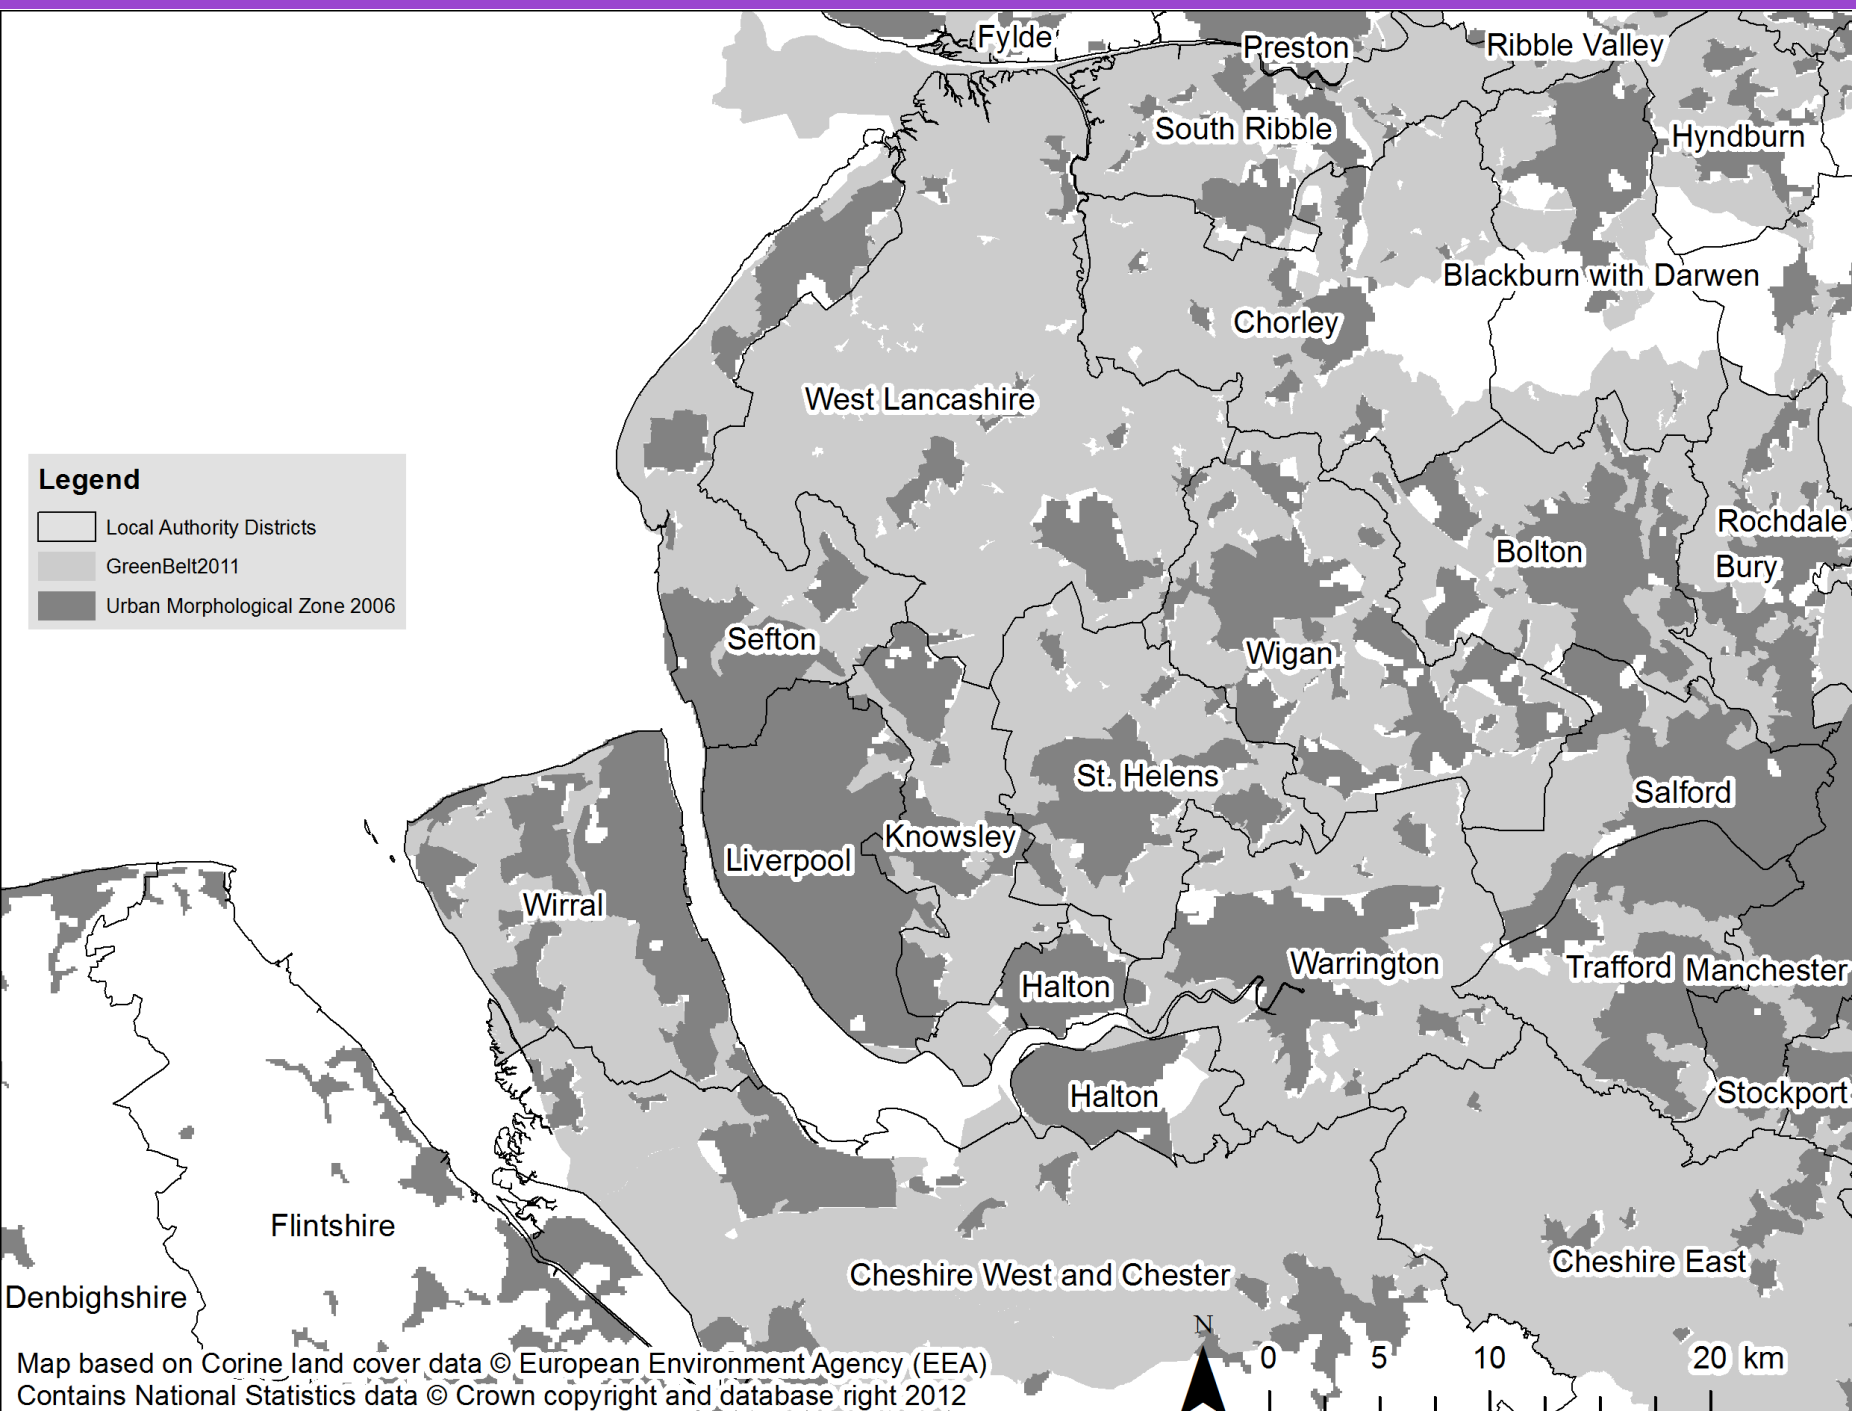 Fylde
Preston
Ribble Valley
South Ribble
Hyndburn
Blackburn with Darwen
Chorley
West Lancashire
Legend
Local Authority Districts
GreenBelt2011
Urban Morphological Zone 2006
Rochdale
Bolton
Bury
Sefton
Wigan
St. Helens
Salford
Knowsley
Liverpool
Wirral
Warrington
Trafford
Manchester
Halton
Halton
Stockport
Flintshire
Cheshire East
Cheshire West and Chester
Denbighshire
N
0 5 10 20 km
Map based on Corine land cover data © European Environment Agency (EEA)
Contains National Statistics data © Crown copyright and database right 2012